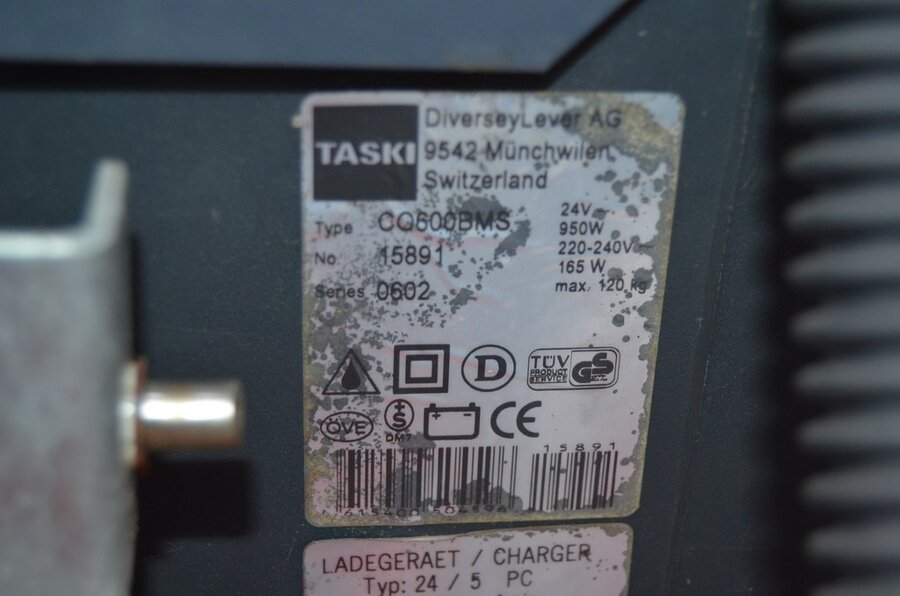 TASKI
DiverseyLever AG
9542 Münchwilen
Switzerland
Type CQ600BMS
No 15891
Series 0602
24V
950W
220-240V~
165 W
max. 120 kg
D
TÜV
PRODUCT
SERVICE
GS
ÖVE
+S
DM7
+ -
CE
15891
LADEGERAET / CHARGER
Typ: 24 / 5 PC